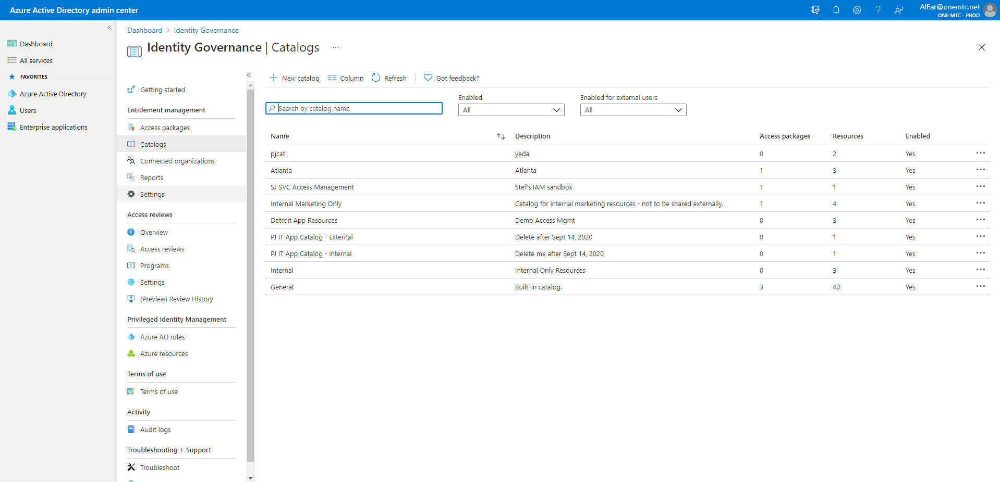 Azure Active Directory admin center
AlEar@onemtc.net
ONE MTC - PROD
Dashboard
All services
FAVORITES
Azure Active Directory
Users
Enterprise applications
Dashboard > Identity Governance
Identity Governance | Catalogs ...
Getting started
Entitlement management
Access packages
Catalogs
Connected organizations
Reports
Settings
Access reviews
Overview
Access reviews
Programs
Settings
(Preview) Review History
Privileged Identity Management
Azure AD roles
Azure resources
Terms of use
Terms of use
Activity
Audit logs
Troubleshooting + Support
Troubleshoot
New catalog Column Refresh Got feedback?
Enabled Enabled for external users
Search by catalog name All All
Name Description Access packages Resources Enabled
pjcat yada 0 2 Yes
Atlanta Atlanta 1 3 Yes
SJ SVC Access Management Stef's IAM sandbox 1 1 Yes
Internal Marketing Only Catalog for internal marketing resources - not to be shared externally. 1 4 Yes
Detroit App Resources Demo Access Mgmt 0 3 Yes
PJ IT App Catalog - External Delete after Sept 14, 2020 0 1 Yes
PJ IT App Catalog - internal Delete me after Sept 14, 2020 0 1 Yes
Internal Internal Only Resources 0 3 Yes
General Built-in catalog. 3 40 Yes